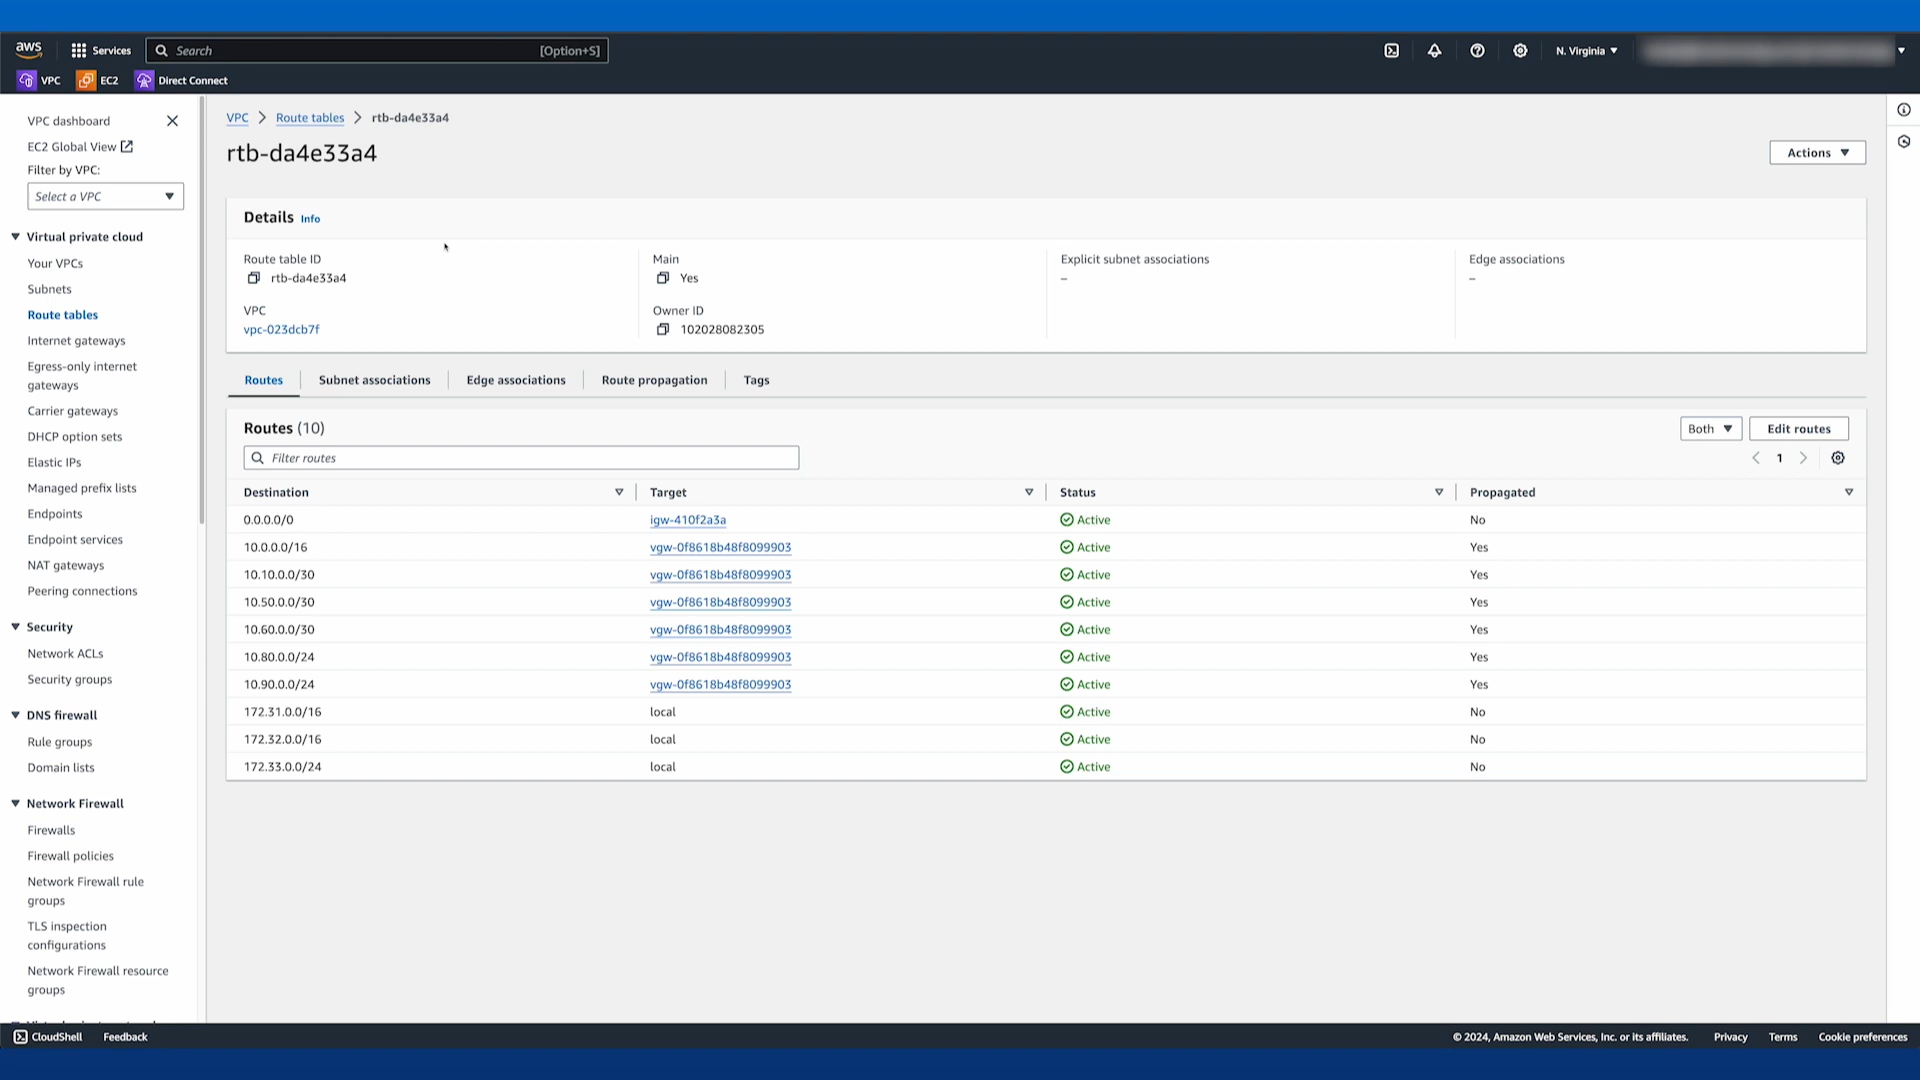 aws
Services
Search
[Option+S]
N. Virginia
VPC
EC2
Direct Connect
VPC dashboard
EC2 Global View
Filter by VPC:
Select a VPC
Virtual private cloud
Your VPCs
Subnets
Route tables
Internet gateways
Egress-only internet
gateways
Carrier gateways
DHCP option sets
Elastic IPs
Managed prefix lists
Endpoints
Endpoint services
NAT gateways
Peering connections
Security
Network ACLs
Security groups
DNS firewall
Rule groups
Domain lists
Network Firewall
Firewalls
Firewall policies
Network Firewall rule
groups
TLS inspection
configurations
Network Firewall resource
groups
VPC > Route tables > rtb-da4e33a4
rtb-da4e33a4
Actions
Details Info
Route table ID
rtb-da4e33a4
VPC
vpc-023dcb7f
Main
Yes
Owner ID
102028082305
Explicit subnet associations
–
Edge associations
–
Routes
Subnet associations
Edge associations
Route propagation
Tags
Routes (10)
Both
Edit routes
Filter routes
1
Destination Target Status Propagated
0.0.0.0/0 igw-410f2a3a Active No
10.0.0.0/16 vgw-0f8618b48f8099903 Active Yes
10.10.0.0/30 vgw-0f8618b48f8099903 Active Yes
10.50.0.0/30 vgw-0f8618b48f8099903 Active Yes
10.60.0.0/30 vgw-0f8618b48f8099903 Active Yes
10.80.0.0/24 vgw-0f8618b48f8099903 Active Yes
10.90.0.0/24 vgw-0f8618b48f8099903 Active Yes
172.31.0.0/16 local Active No
172.32.0.0/16 local Active No
172.33.0.0/24 local Active No
CloudShell
Feedback
© 2024, Amazon Web Services, Inc. or its affiliates.
Privacy
Terms
Cookie preferences